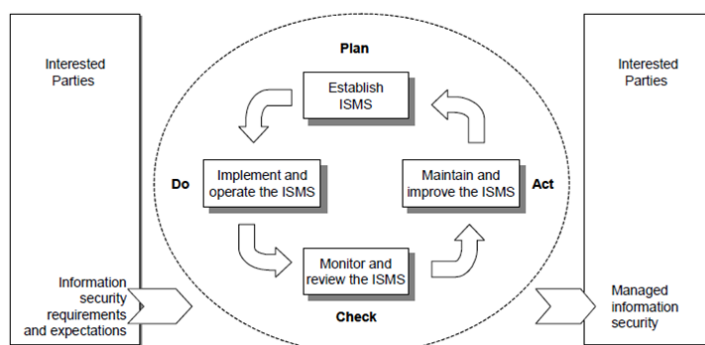 Interested
Parties
Plan
Establish
ISMS
Do
Implement and
operate the ISMS
Maintain and
improve the ISMS
Act
Monitor and
review the ISMS
Check
Information
security
requirements
and expectations
Interested
Parties
Managed
information
security